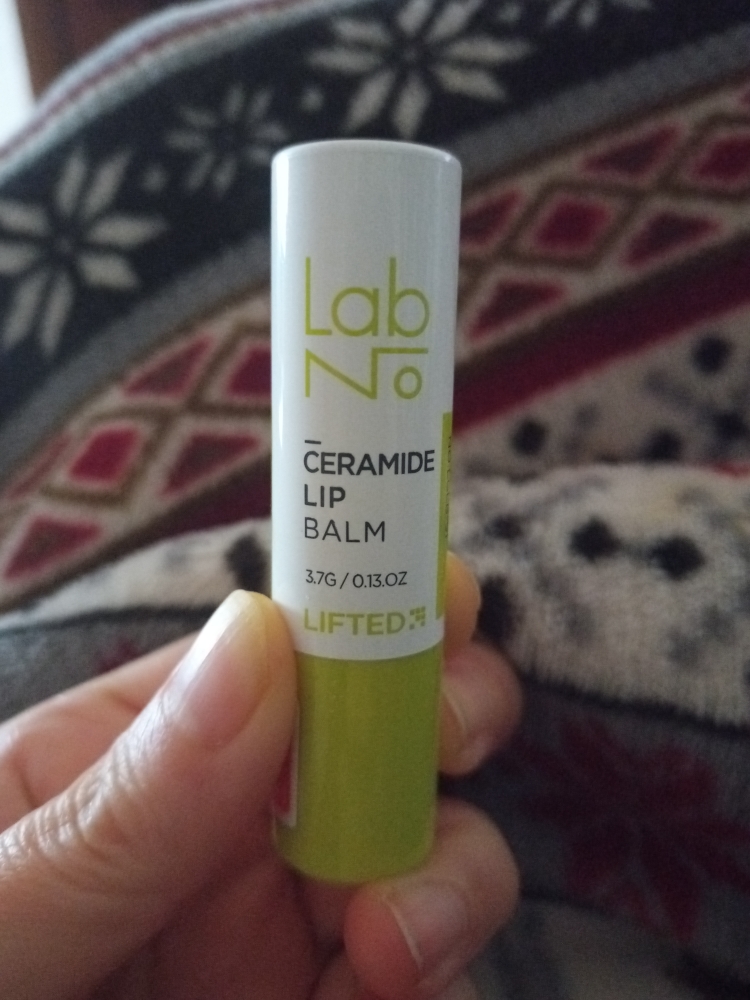 Lab
No
CERAMIDE
LIP
BALM
3.7G / 0.13.OZ
LIFTED